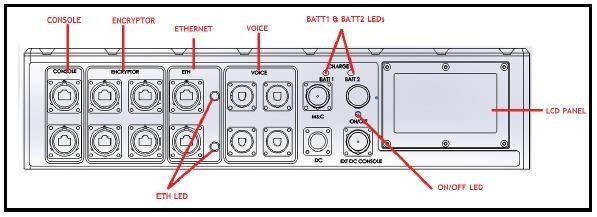 CONSOLE
ENCRYPTOR
ETHERNET
VOICE
BATT1 & BATT2 LEDs
CONSOLE
ENCRYPTOR
ETH
VOICE
CHARGE
BATT 1
BATT 2
M&C
ON/OFF
DC
EXT DC CONSOLE
LCD PANEL
ETH LED
ON/OFF LED